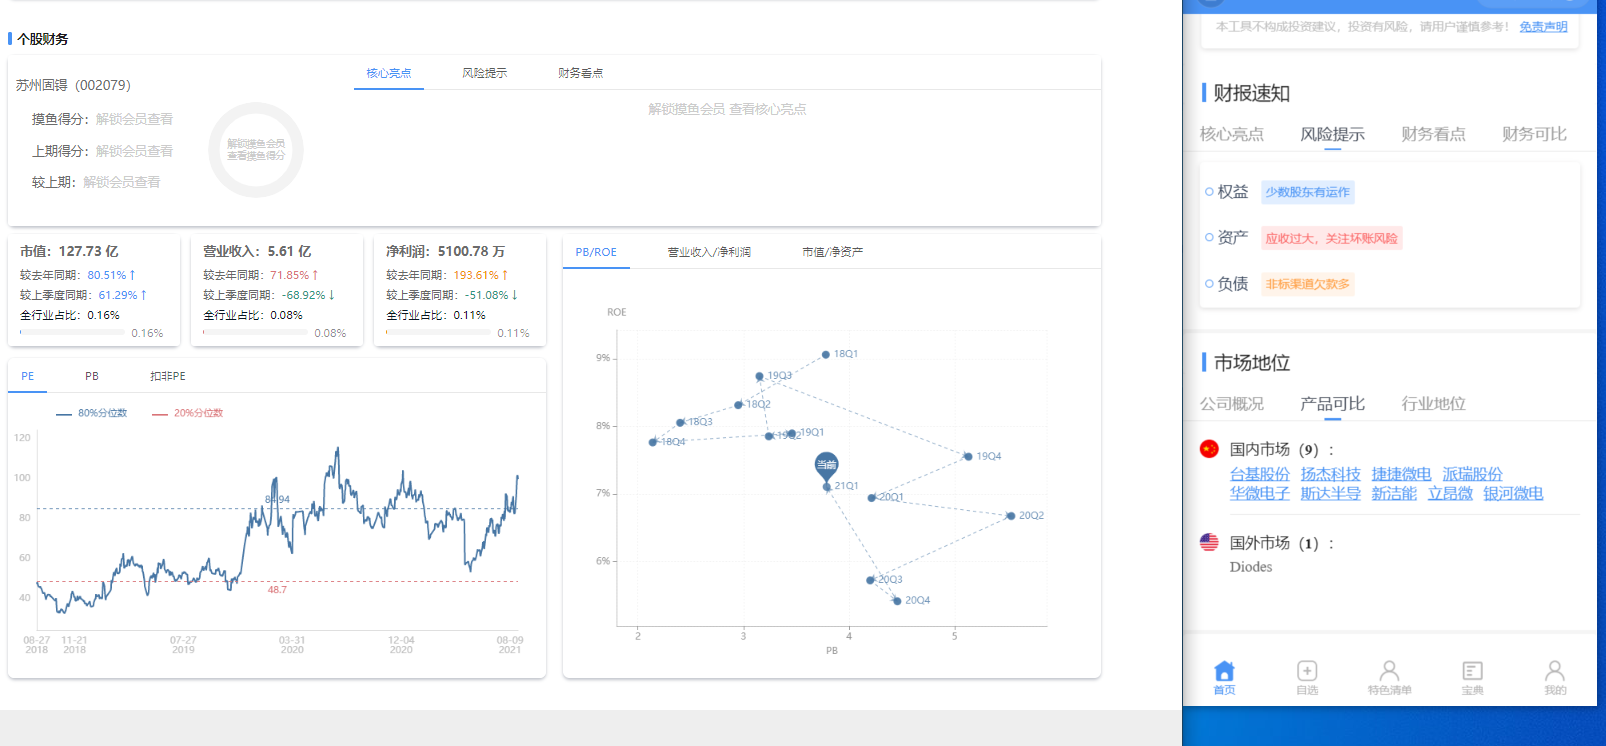 个股财务
苏州固锝（002079）
摸鱼得分：解锁会员查看
上期得分：解锁会员查看
较上期：解锁会员查看
解锁摸鱼会员
查看摸鱼得分
核心亮点 风险提示 财务看点
解锁摸鱼会员 查看核心亮点
市值：127.73 亿
较去年同期：80.51% ↑
较上季度同期：61.29% ↑
全行业占比：0.16%
0.16%
营业收入：5.61 亿
较去年同期：71.85% ↑
较上季度同期：-68.92% ↓
全行业占比：0.08%
0.08%
净利润：5100.78 万
较去年同期：193.61% ↑
较上季度同期：-51.08% ↓
全行业占比：0.11%
0.11%
PE PB 扣非PE
80%分位数 20%分位数
120
100
80
60
40
84.94
48.7
08-27 11-21 07-27 03-31 12-04 08-09
2018 2018 2019 2020 2020 2021
PB/ROE 营业收入/净利润 市值/净资产
ROE
9%
8%
7%
6%
18Q1
19Q3
18Q2
18Q3
18Q4
19Q2
19Q1
19Q4
当前
21Q1
20Q1
20Q2
20Q3
20Q4
2 3 4 5
PB
本工具不构成投资建议，投资有风险，请用户谨慎参考！ 免责声明
财报速知
核心亮点 风险提示 财务看点 财务可比
权益 少数股东有运作
资产 应收过大，关注坏账风险
负债 非标渠道欠款多
市场地位
公司概况 产品可比 行业地位
国内市场（9）：
台基股份 扬杰科技 捷捷微电 派瑞股份
华微电子 斯达半导 新洁能 立昂微 银河微电
国外市场（1）：
Diodes
首页 自选 特色清单 宝典 我的